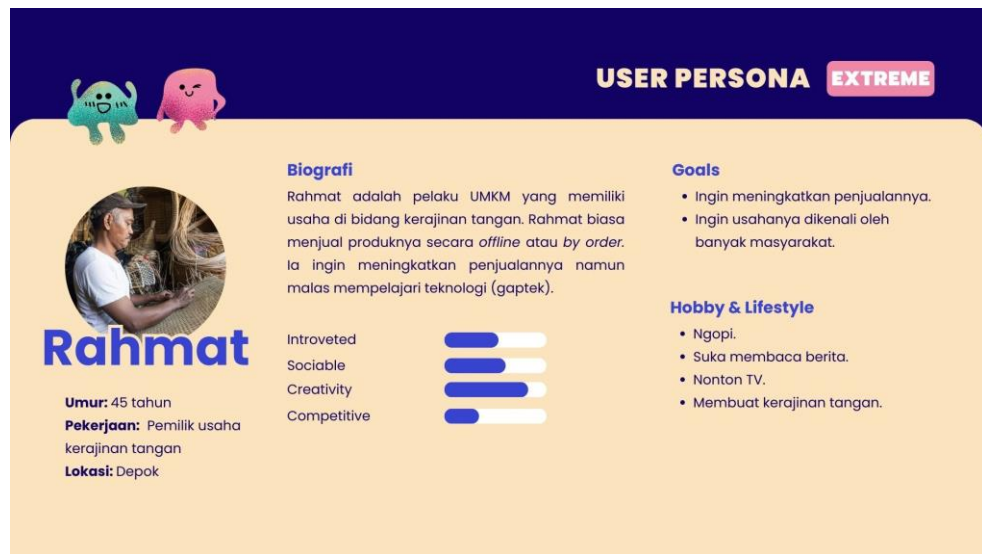 USER PERSONA EXTREME
Rahmat
Umur: 45 tahun
Pekerjaan: Pemilik usaha
kerajinan tangan
Lokasi: Depok
Biografi
Rahmat adalah pelaku UMKM yang memiliki
usaha di bidang kerajinan tangan. Rahmat biasa
menjual produknya secara offline atau by order.
Ia ingin meningkatkan penjualannya namun
malas mempelajari teknologi (gaptek).
Introveted
Sociable
Creativity
Competitive
Goals
• Ingin meningkatkan penjualannya.
• Ingin usahanya dikenali oleh
banyak masyarakat.
Hobby & Lifestyle
• Ngopi.
• Suka membaca berita.
• Nonton TV.
• Membuat kerajinan tangan.